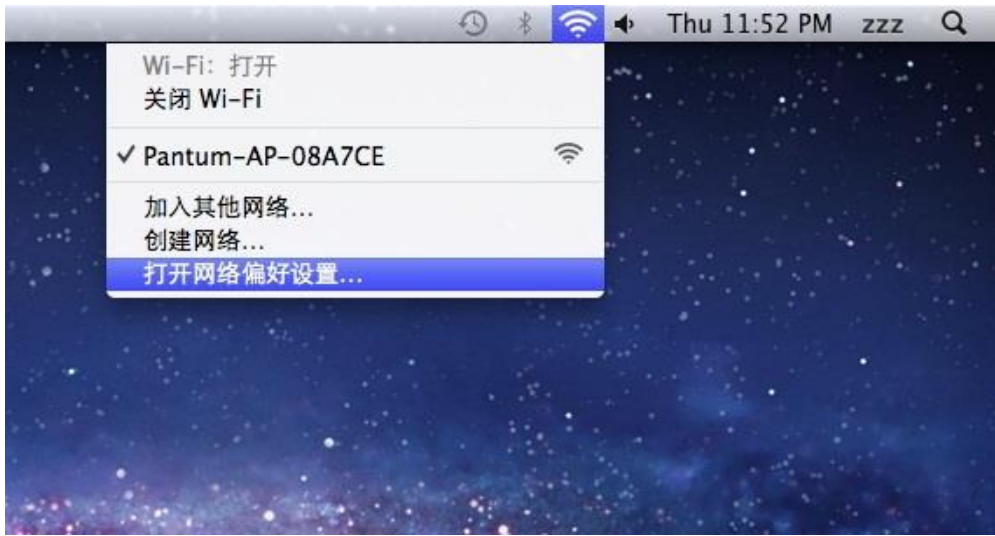 Thu 11:52 PM zzz
Wi-Fi: 打开
关闭 Wi-Fi
Pantum-AP-08A7CE
加入其他网络...
创建网络...
打开网络偏好设置...